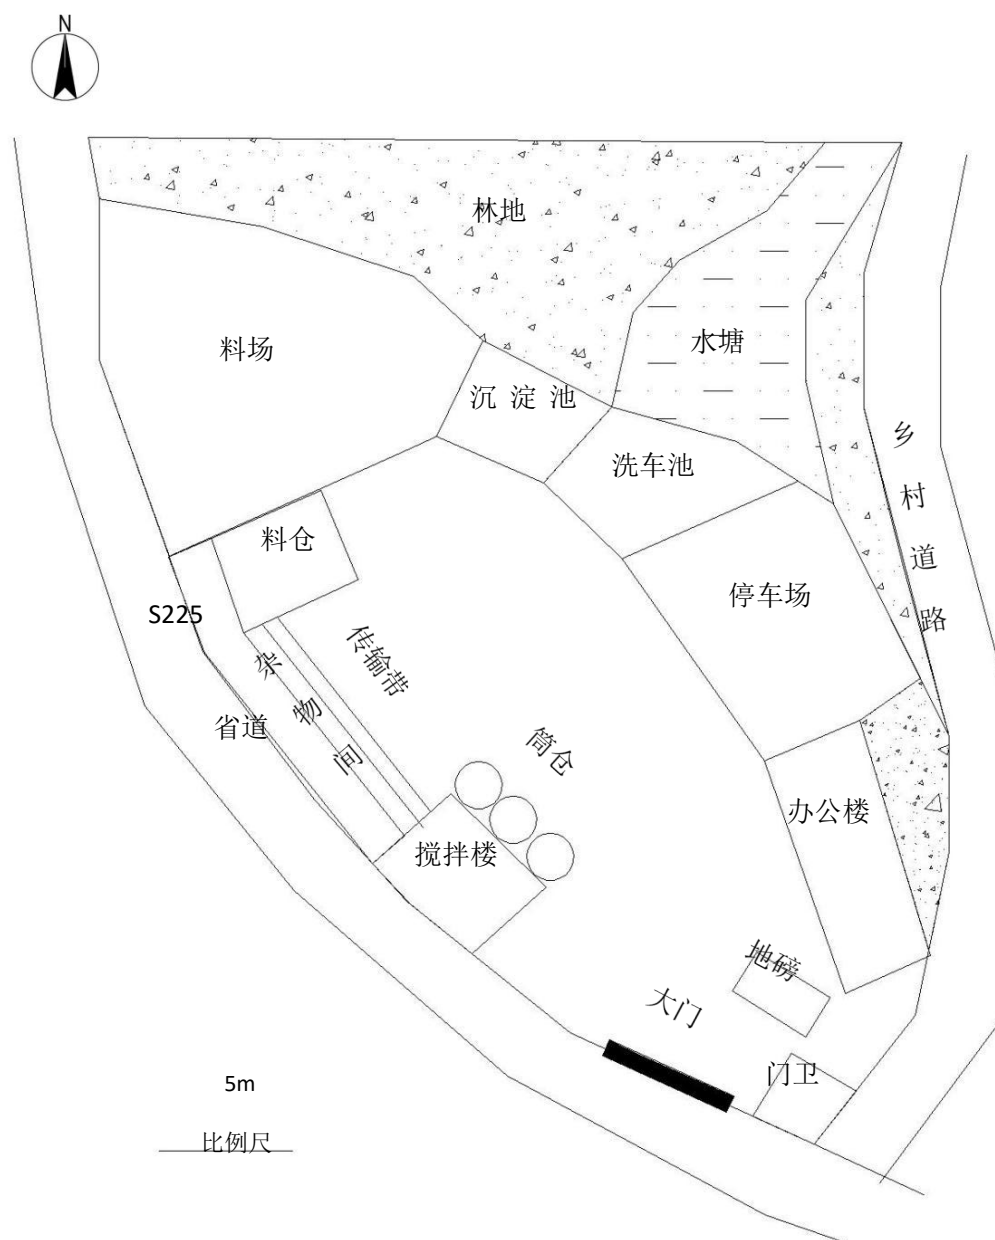 N
林地
料场
水塘
沉 淀 池
乡村道路
洗车池
料仓
停车场
S225
传输带
杂物间
省道
筒仓
办公楼
搅拌楼
地磅
大门
门卫
5m
比例尺